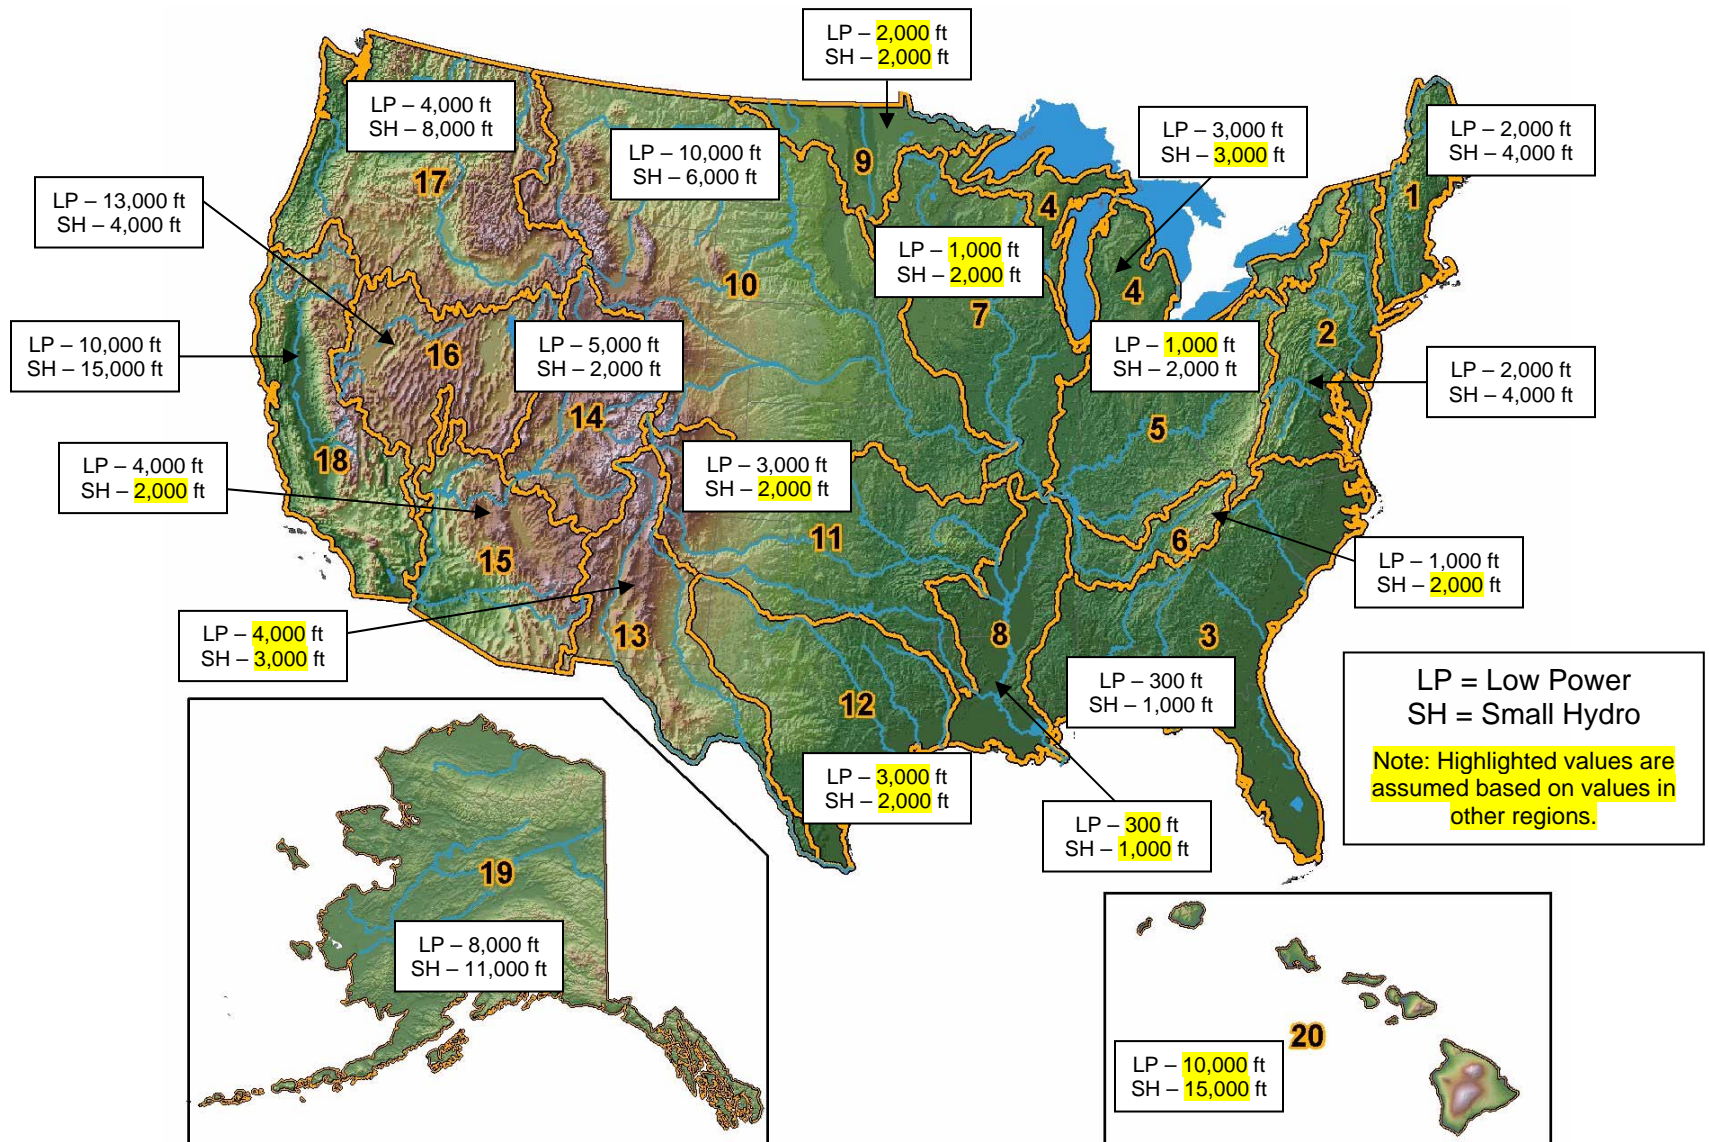 LP – 2,000 ft
SH – 2,000 ft
LP – 4,000 ft
SH – 8,000 ft
LP – 10,000 ft
SH – 6,000 ft
LP – 3,000 ft
SH – 3,000 ft
LP – 2,000 ft
SH – 4,000 ft
LP – 13,000 ft
SH – 4,000 ft
17
9
4
1
LP – 1,000 ft
SH – 2,000 ft
10
4
7
2
LP – 10,000 ft
SH – 15,000 ft
16
LP – 5,000 ft
SH – 2,000 ft
LP – 1,000 ft
SH – 2,000 ft
LP – 2,000 ft
SH – 4,000 ft
14
5
18
LP – 4,000 ft
SH – 2,000 ft
LP – 3,000 ft
SH – 2,000 ft
11
6
15
LP – 1,000 ft
SH – 2,000 ft
LP – 4,000 ft
SH – 3,000 ft
13
8
3
LP – 300 ft
SH – 1,000 ft
12
LP = Low Power
SH = Small Hydro
Note: Highlighted values are
assumed based on values in
other regions.
LP – 3,000 ft
SH – 2,000 ft
LP – 300 ft
SH – 1,000 ft
19
LP – 8,000 ft
SH – 11,000 ft
20
LP – 10,000 ft
SH – 15,000 ft